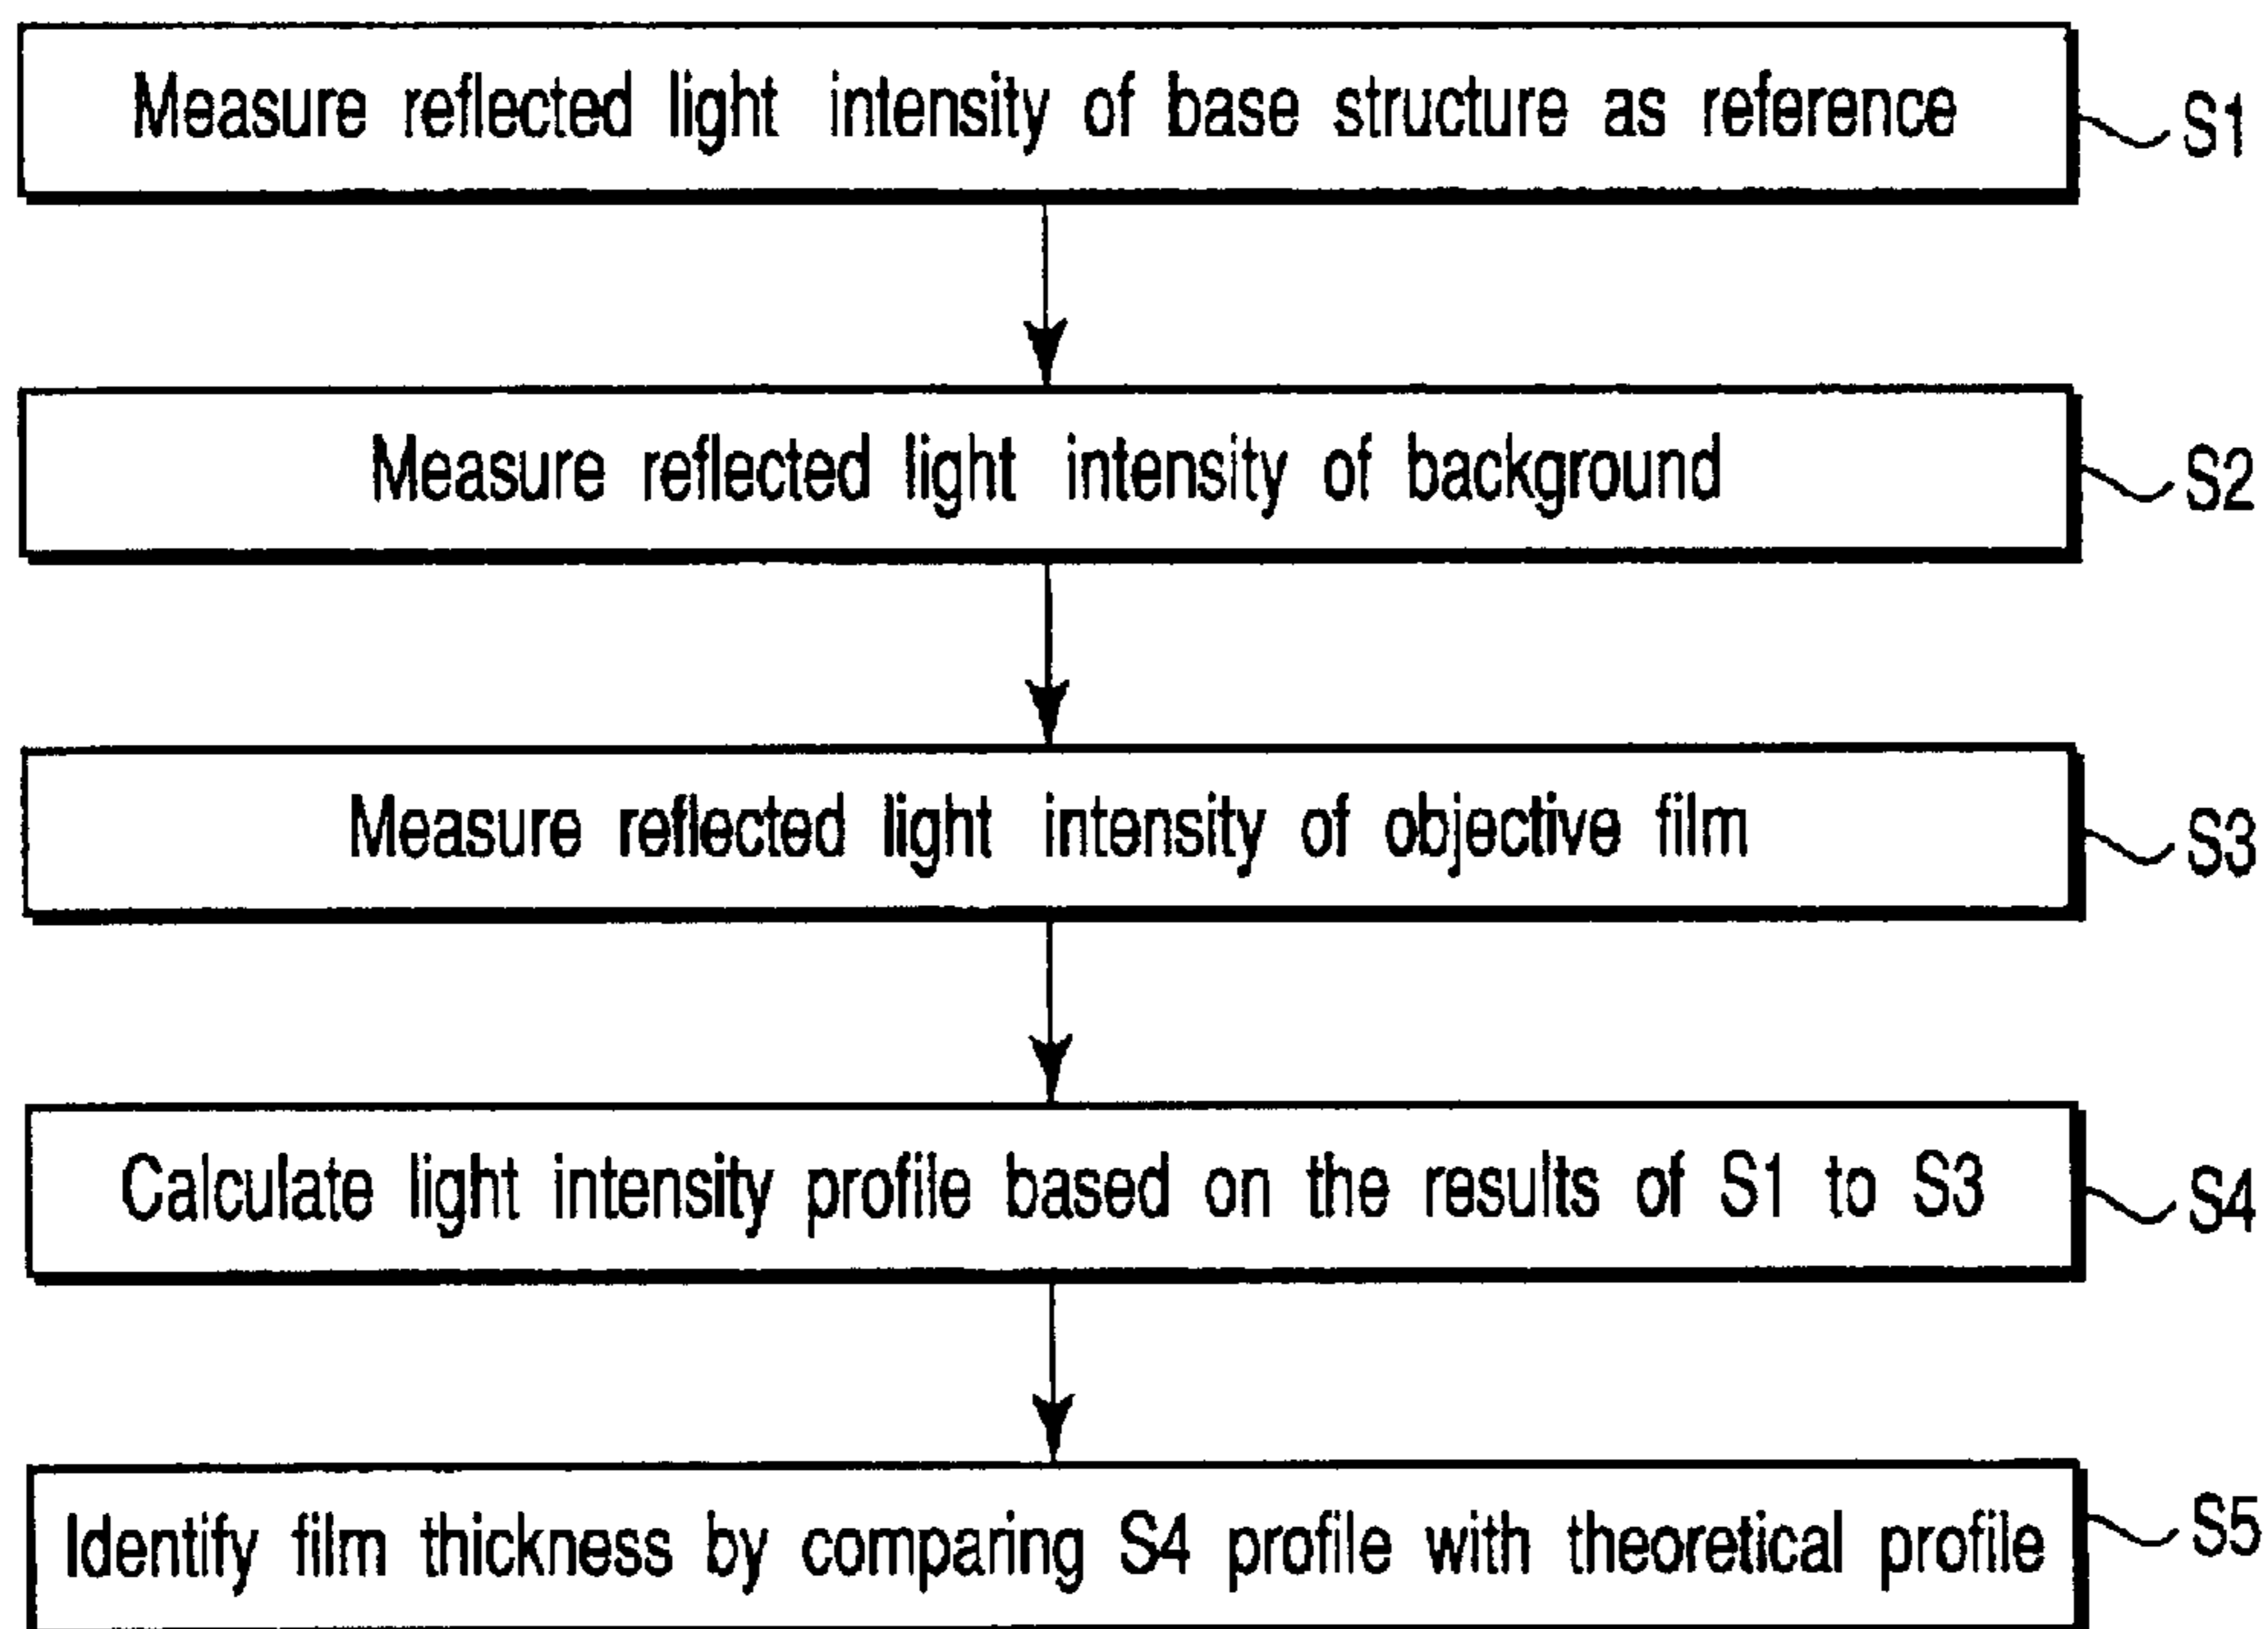 Measure reflected light intensity of base structure as reference
S1
Measure reflected light intensity of background
S2
Measure reflected light intensity of objective film
S3
Calculate light intensity profile based on the results of S1 to S3
S4
Identify film thickness by comparing S4 profile with theoretical profile
S5